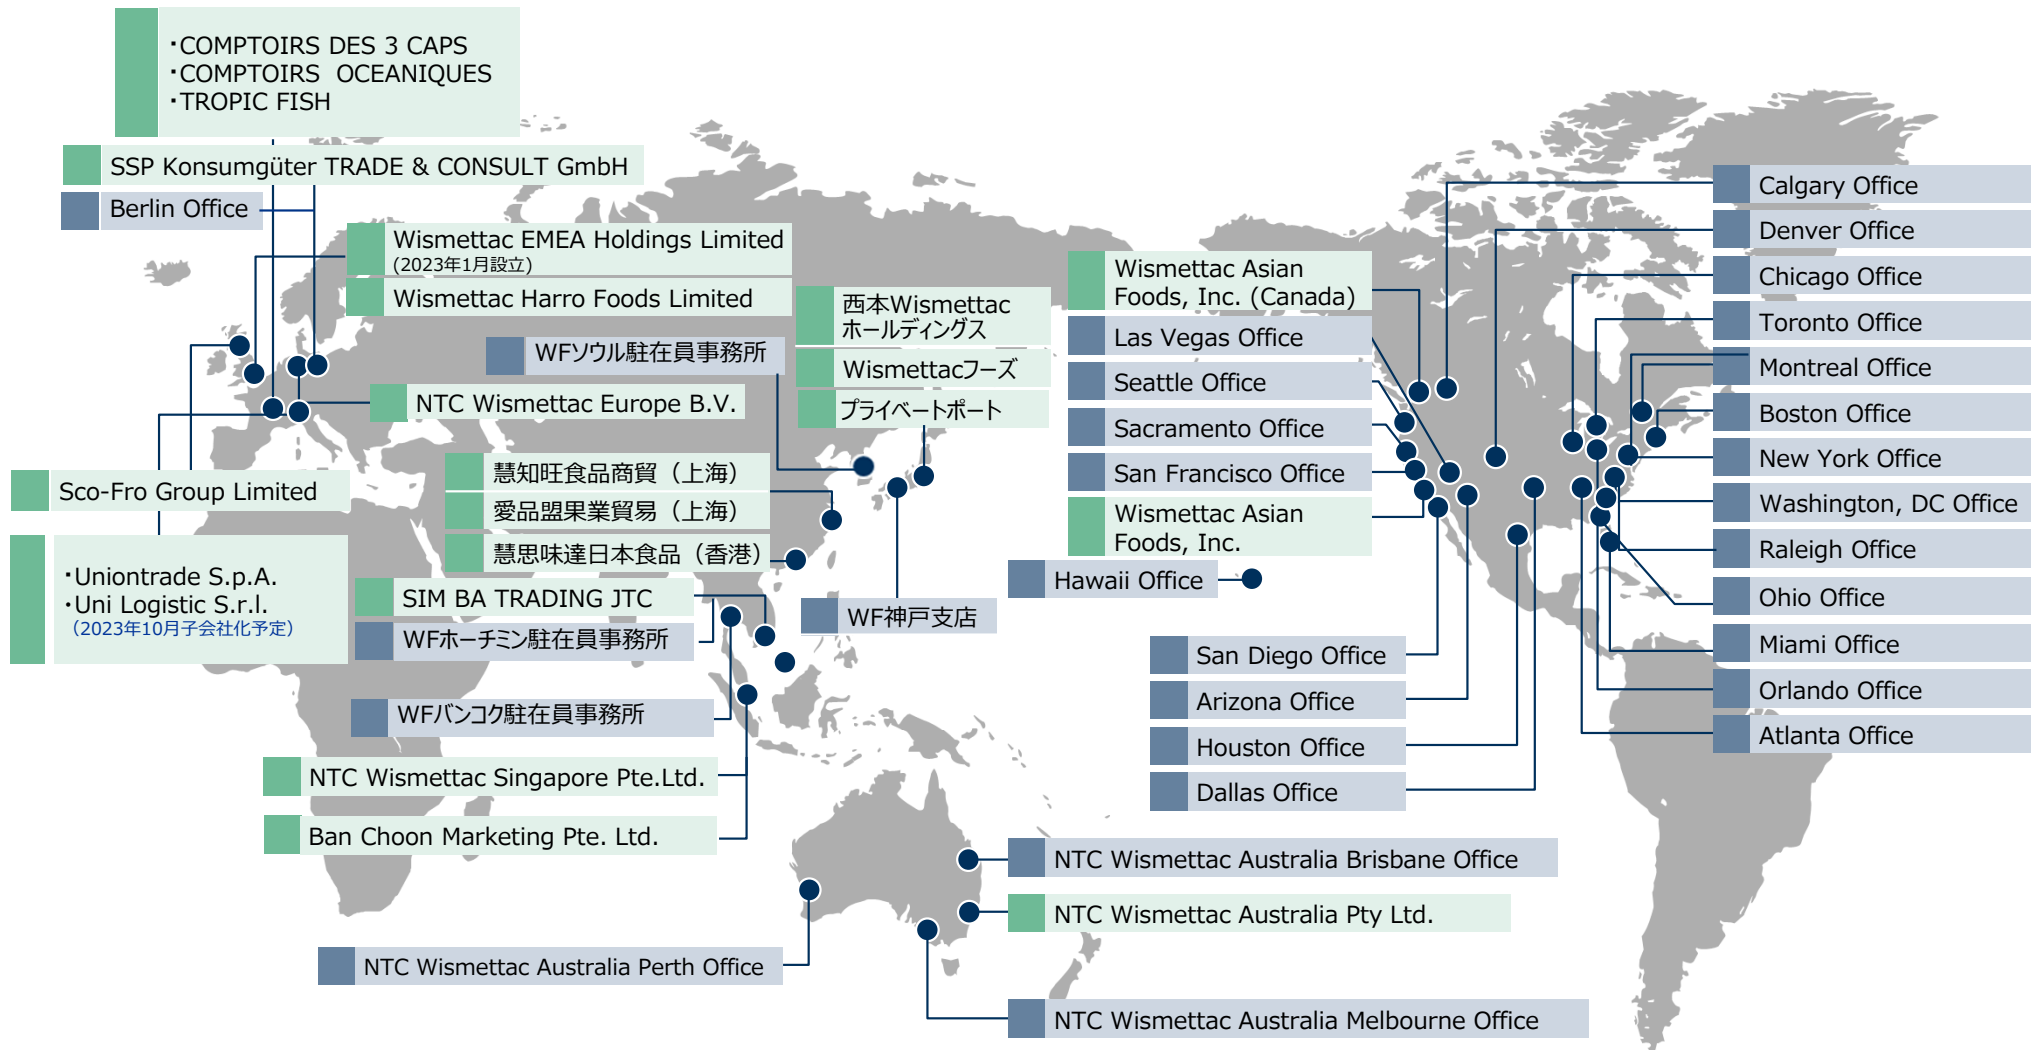 ・COMPTOIRS DES 3 CAPS
・COMPTOIRS OCEANIQUES
・TROPIC FISH
SSP Konsumgüter TRADE & CONSULT GmbH
Berlin Office
Wismettac EMEA Holdings Limited
(2023年1月設立)
Wismettac Harro Foods Limited
WFソウル駐在員事務所
NTC Wismettac Europe B.V.
Sco-Fro Group Limited
・Uniontrade S.p.A.
・Uni Logistic S.r.l.
（2023年10月子会社化予定）
西本Wismettac
ホールディングス
Wismettacフーズ
プライベートポート
慧知旺食品商貿（上海）
愛品盟果業貿易（上海）
慧思味達日本食品（香港）
SIM BA TRADING JTC
WFホーチミン駐在員事務所
WF神戸支店
WFバンコク駐在員事務所
NTC Wismettac Singapore Pte.Ltd.
Ban Choon Marketing Pte. Ltd.
NTC Wismettac Australia Perth Office
NTC Wismettac Australia Brisbane Office
NTC Wismettac Australia Pty Ltd.
NTC Wismettac Australia Melbourne Office
Wismettac Asian
Foods, Inc. (Canada)
Las Vegas Office
Seattle Office
Sacramento Office
San Francisco Office
Wismettac Asian
Foods, Inc.
Hawaii Office
San Diego Office
Arizona Office
Houston Office
Dallas Office
Calgary Office
Denver Office
Chicago Office
Toronto Office
Montreal Office
Boston Office
New York Office
Washington, DC Office
Raleigh Office
Ohio Office
Miami Office
Orlando Office
Atlanta Office